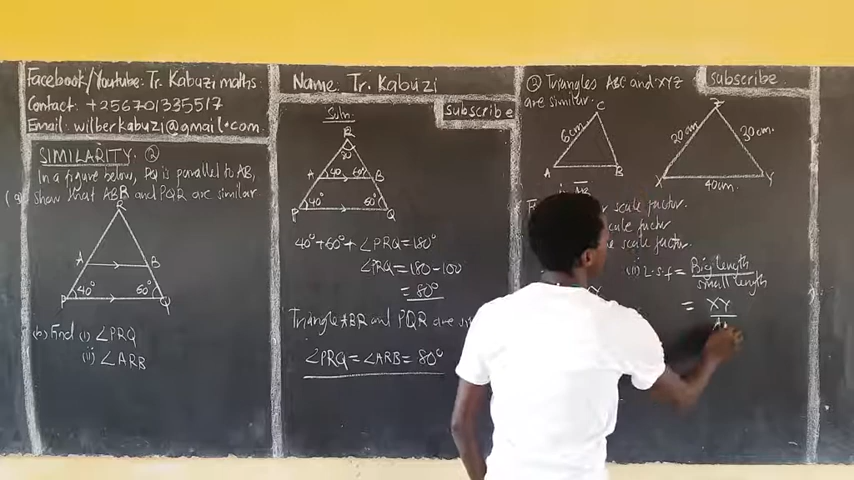 Facebook/Youtube: Tr. Kabuzi maths
Contact: +256701335517
Email: wilberkabuzi@gmail.com
SIMILARITY. ②
In a figure below, PQ is parallel to AB,
(a) show that ABR and PQR are similar
R
A
B
40°
60°
P
Q
(b) Find (i) ∠PRQ
(ii) ∠ARB
Name: Tr. Kabuzi
subscribe
Soln.
R
80
A
40
60°
B
P
40°
60°
Q
40°+60°+∠PRQ=180°
∠PRQ=180-100
=80°
Triangle ABR and PQR are
∠PRQ=∠ARB=80°
② Triangles ABC and XYZ
are similar.
subscribe
C
6cm
A
B
AB
Z
20cm
30cm.
X
Y
40cm
scale factor.
scale factor
scale factor.
(iii) L.s.f = Big length
small length
= XY
A